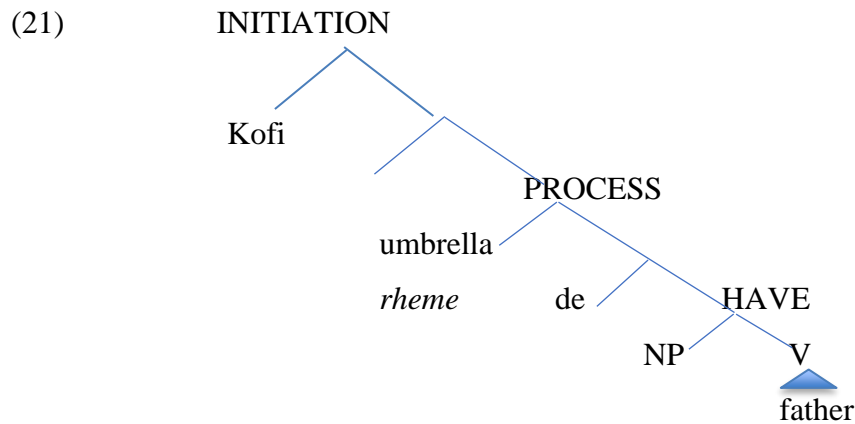 (21) INITIATION
Kofi
PROCESS
umbrella
rheme de HAVE
NP V
father